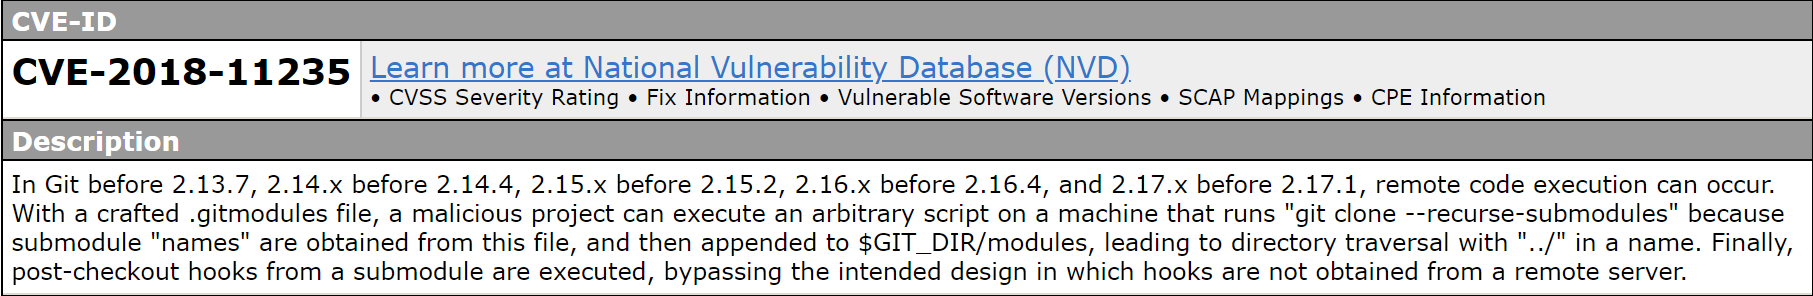 CVE-ID
CVE-2018-11235
Learn more at National Vulnerability Database (NVD)
• CVSS Severity Rating • Fix Information • Vulnerable Software Versions • SCAP Mappings • CPE Information
Description
In Git before 2.13.7, 2.14.x before 2.14.4, 2.15.x before 2.15.2, 2.16.x before 2.16.4, and 2.17.x before 2.17.1, remote code execution can occur.
With a crafted .gitmodules file, a malicious project can execute an arbitrary script on a machine that runs "git clone --recurse-submodules" because
submodule "names" are obtained from this file, and then appended to $GIT_DIR/modules, leading to directory traversal with "../" in a name. Finally,
post-checkout hooks from a submodule are executed, bypassing the intended design in which hooks are not obtained from a remote server.